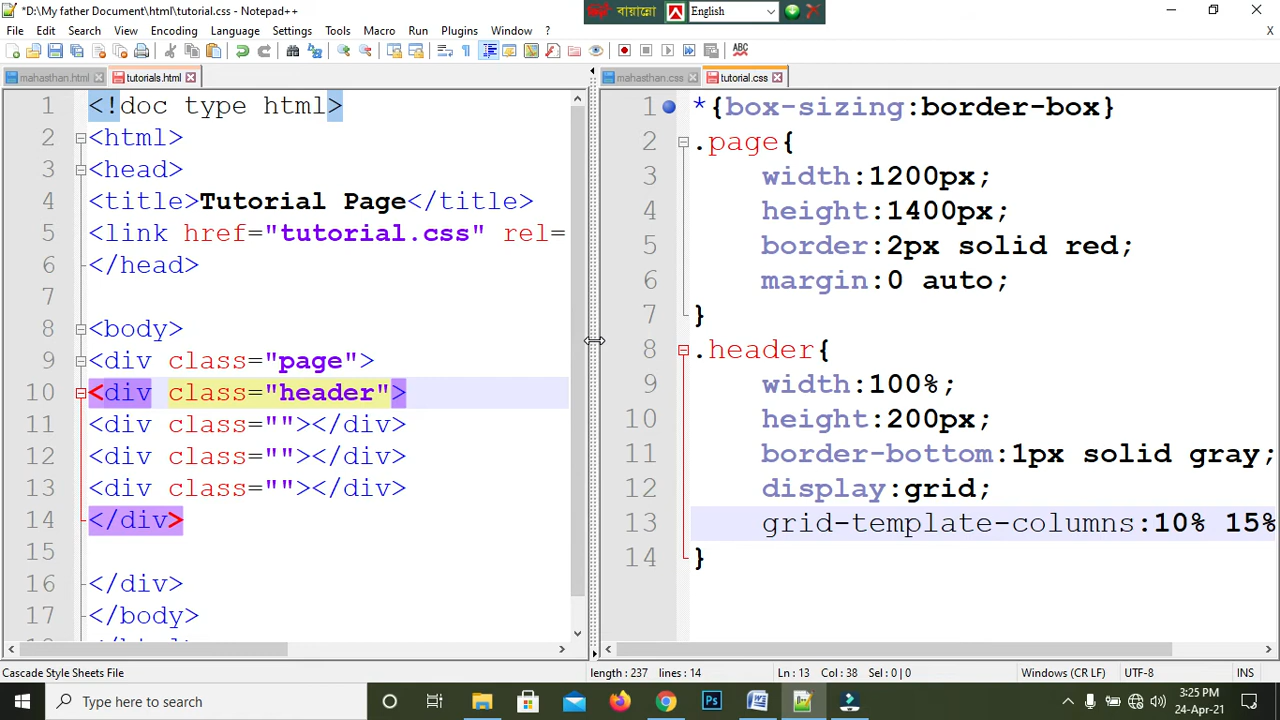 *D:\My father Document\html\tutorial.css - Notepad++
বায়ান্নো
English
File Edit Search View Encoding Language Settings Tools Macro Run Plugins Window ?
X
ABC
mahasthan.html tutorials.html
1 <!doc type html>
2 <html>
3 <head>
4 <title>Tutorial Page</title>
5 <link href="tutorial.css" rel=
6 </head>
7
8 <body>
9 <div class="page">
10 <div class="header">
11 <div class=""></div>
12 <div class=""></div>
13 <div class=""></div>
14 </div>
15
16 </div>
17 </body>
mahasthan.css tutorial.css
1 *{box-sizing:border-box}
2 .page{
3 width:1200px;
4 height:1400px;
5 border:2px solid red;
6 margin:0 auto;
7 }
8 .header{
9 width:100%;
10 height:200px;
11 border-bottom:1px solid gray;
12 display:grid;
13 grid-template-columns:10% 15%
14 }
Cascade Style Sheets File length : 237 lines : 14 Ln : 13 Col : 38 Sel : 0 | 0 Windows (CR LF) UTF-8 INS
Type here to search
Ps
3:25 PM
24-Apr-21